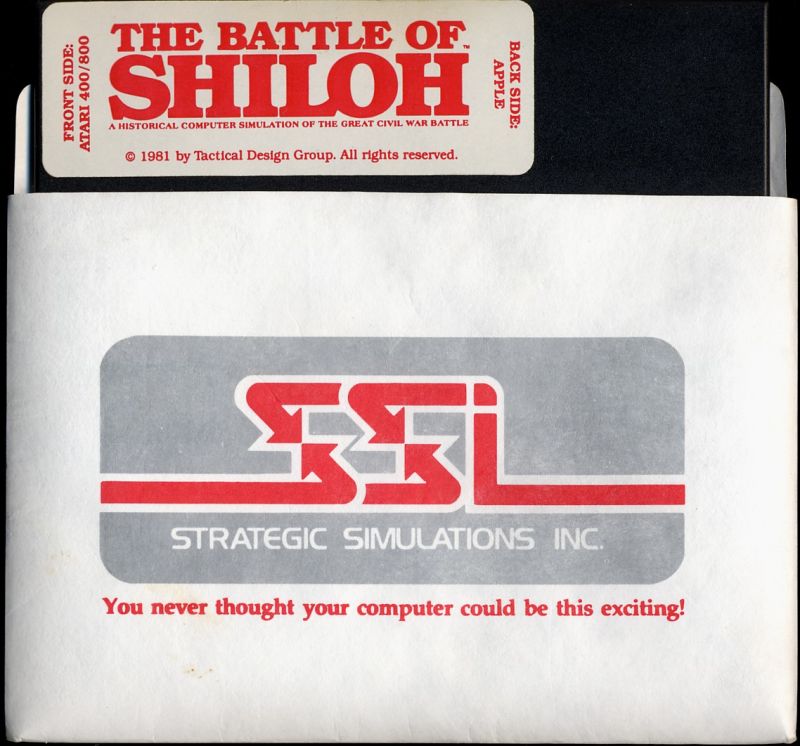 FRONT SIDE:
ATARI 400/800
THE BATTLE OF
SHILOH™
A HISTORICAL COMPUTER SIMULATION OF THE GREAT CIVIL WAR BATTLE
© 1981 by Tactical Design Group. All rights reserved.
BACK SIDE:
APPLE
SSI
STRATEGIC SIMULATIONS INC.
You never thought your computer could be this exciting!